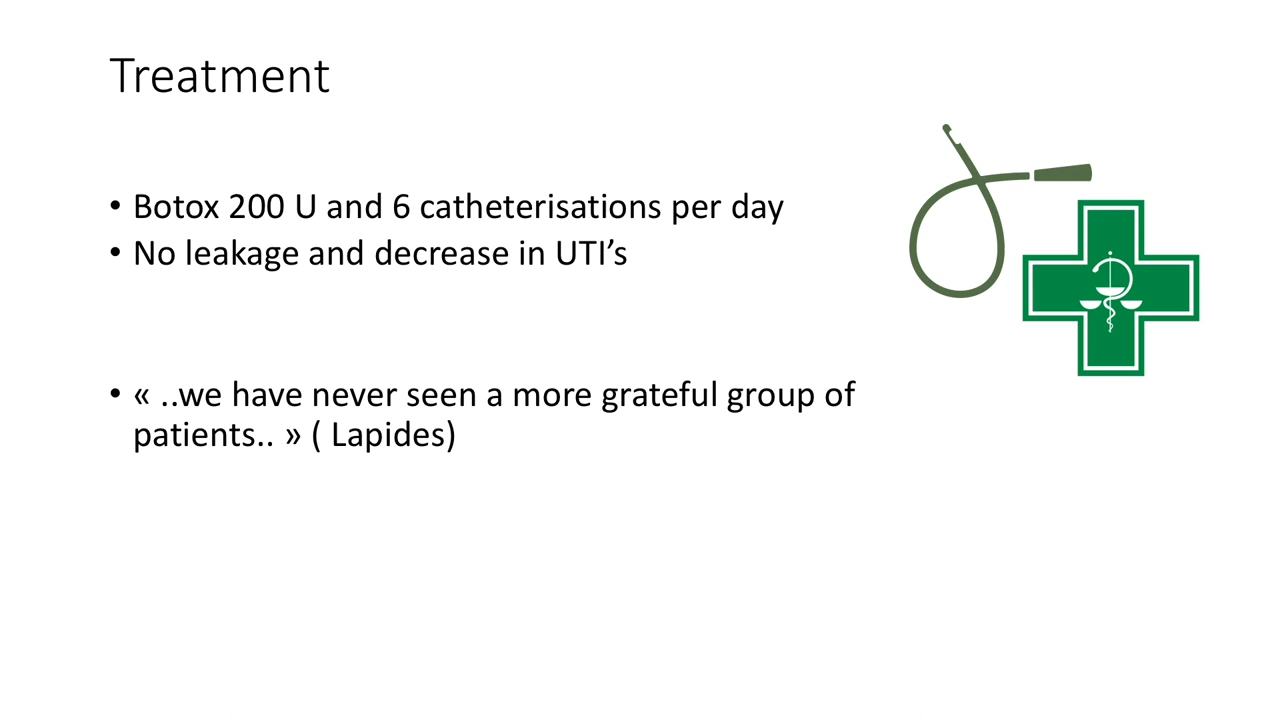 Treatment
• Botox 200 U and 6 catheterisations per day
• No leakage and decrease in UTI’s
• « ..we have never seen a more grateful group of
patients.. » ( Lapides)